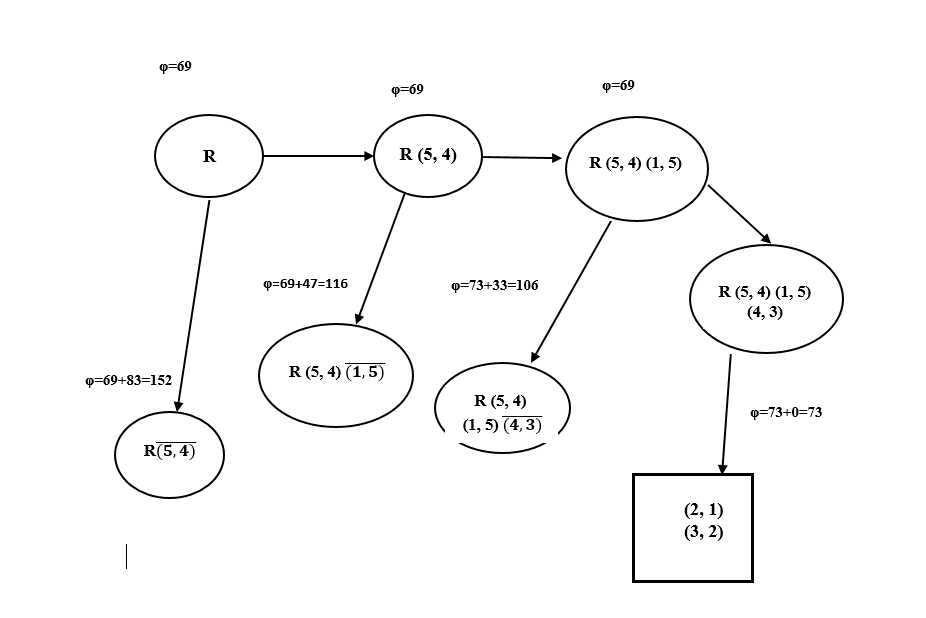 φ=69
φ=69
φ=69
R
R (5, 4)
R (5, 4) (1, 5)
φ=69+47=116
φ=73+33=106
R (5, 4) (1, 5)
(4, 3)
φ=69+83=152
R (5, 4) (1, 5)
R (5, 4)
(1, 5) (4, 3)
φ=73+0=73
R(5, 4)
(2, 1)
(3, 2)